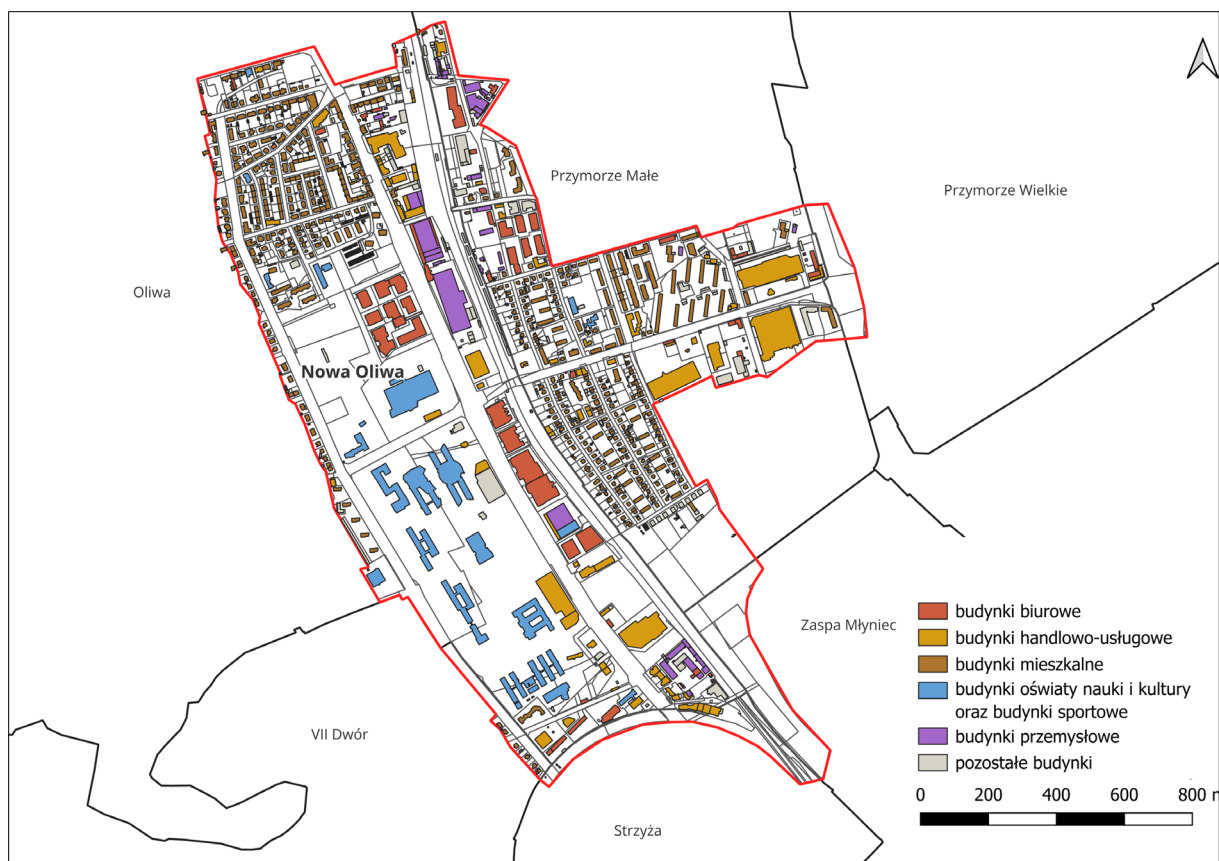 Przymorze Małe
Przymorze Wielkie
Oliwa
Nowa Oliwa
Zaspa Młyniec
VII Dwór
Strzyża
budynki biurowe
budynki handlowo-usługowe
budynki mieszkalne
budynki oświaty nauki i kultury
oraz budynki sportowe
budynki przemysłowe
pozostałe budynki
0 200 400 600 800 m